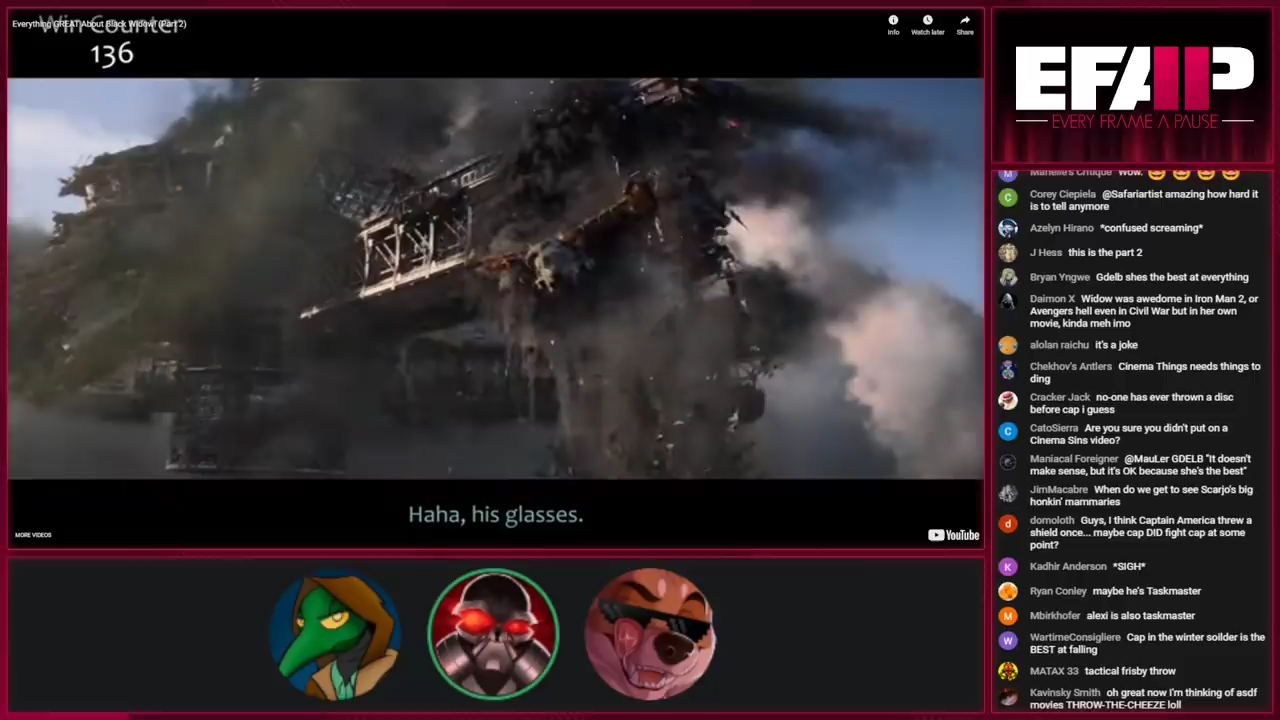 Everything GREAT About Black Widow! (Part 2)
Win Counter
136
Info
Watch later
Share
Haha, his glasses.
MORE VIDEOS
YouTube
EFAP
EVERY FRAME A PAUSE
Marielle's Critique Wow.
Corey Ciepiela @Safariartist amazing how hard it
is to tell anymore
Azelyn Hirano *confused screaming*
J Hess this is the part 2
Bryan Yngwe Gdelb shes the best at everything
Daimon X Widow was awedome in Iron Man 2, or
Avengers hell even in Civil War but in her own
movie, kinda meh imo
alolan raichu it's a joke
Chekhov's Antlers Cinema Things needs things to
ding
Cracker Jack no-one has ever thrown a disc
before cap i guess
CatoSierra Are you sure you didn't put on a
Cinema Sins video?
Maniacal Foreigner @MauLer GDELB "It doesn't
make sense, but it's OK because she's the best"
JimMacabre When do we get to see Scarjo's big
honkin' mammaries
domoloth Guys, I think Captain America threw a
shield once... maybe cap DID fight cap at some
point?
Kadhir Anderson *SIGH*
Ryan Conley maybe he's Taskmaster
Mbirkhofer alexi is also taskmaster
WartimeConsigliere Cap in the winter soilder is the
BEST at falling
MATAX 33 tactical frisby throw
Kavinsky Smith oh great now I'm thinking of asdf
movies THROW-THE-CHEEZE loll